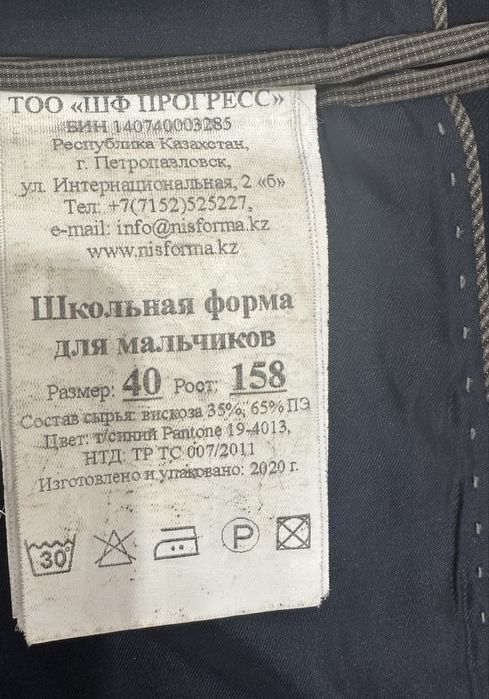 ТОО «ШФ ПРОГРЕСС»
БИН 140740003285
Республика Казахстан,
г. Петропавловск,
ул. Интернациональная, 2 «б»
Тел: +7(7152)525227,
e-mail: info@nisforma.kz
www.nisforma.kz
Школьная форма
для мальчиков
Размер: 40 Рост: 158
Состав сырья: вискоза 35%, 65% ПЭ
Цвет: т/синий Pantone 19-4013,
НТД: ТР ТС 007/2011
Изготовлено и упаковано: 2020 г.
30° P